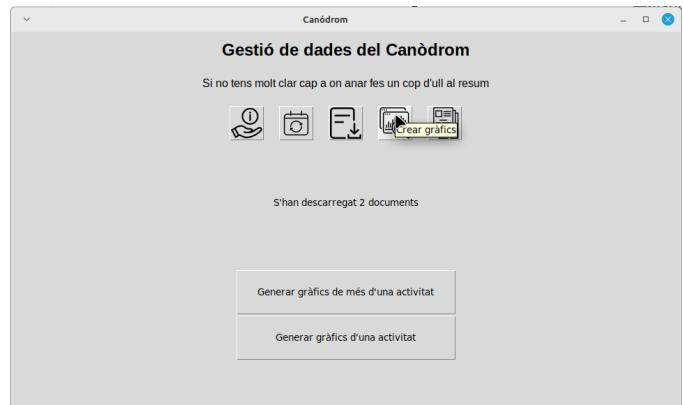 Canódrom
Gestió de dades del Canòdrom
Si no tens molt clar cap a on anar fes un cop d'ull al resum
Crear gràfics
S'han descarregat 2 documents
Generar gràfics de més d'una activitat
Generar gràfics d'una activitat